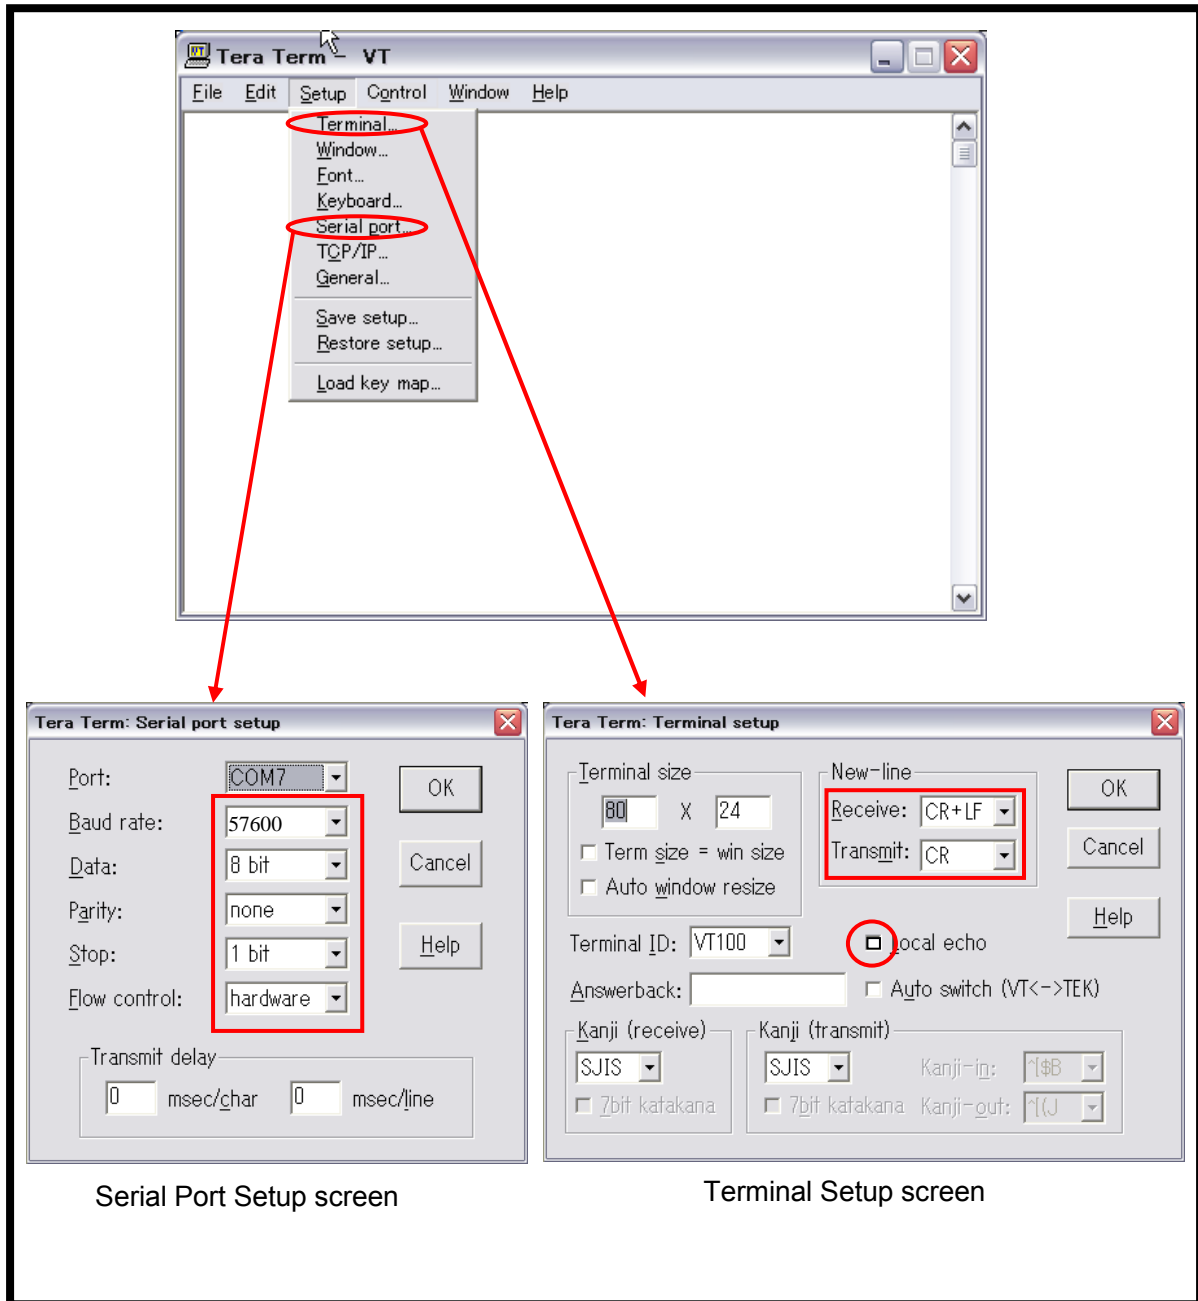 Tera Term - VT
File Edit Setup Control Window Help
Terminal...
Window...
Font...
Keyboard...
Serial port...
TCP/IP...
General...
Save setup...
Restore setup...
Load key map...
Tera Term: Serial port setup
Port: COM7
OK
Baud rate: 57600
Data: 8 bit
Cancel
Parity: none
Stop: 1 bit
Help
Flow control: hardware
Transmit delay
0 msec/char 0 msec/line
Serial Port Setup screen
Tera Term: Terminal setup
Terminal size
80 X 24
Term size = win size
Auto window resize
New-line
Receive: CR+LF
Transmit: CR
OK
Cancel
Help
Terminal ID: VT100
Local echo
Answerback:
Auto switch (VT<->TEK)
Kanji (receive)
SJIS
7bit katakana
Kanji (transmit)
SJIS
Kanji-in: ^[$B
7bit katakana
Kanji-out: ^[(J
Terminal Setup screen